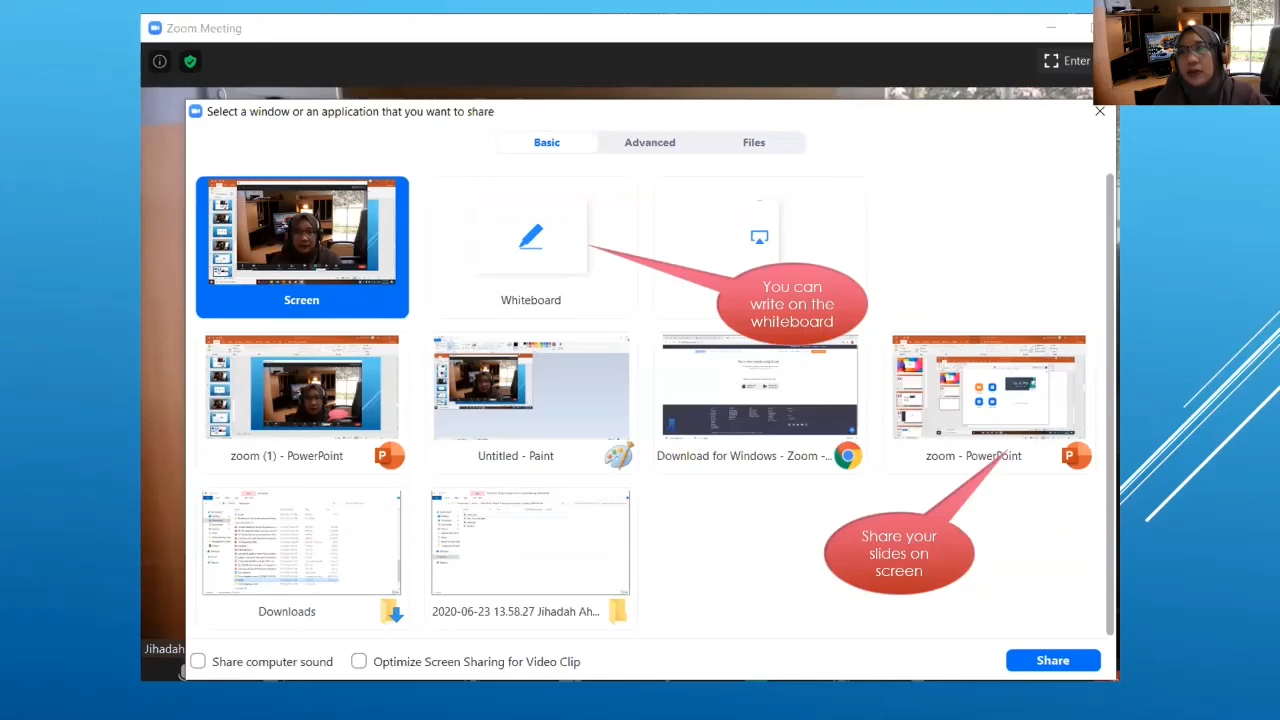 Zoom Meeting
Enter
Select a window or an application that you want to share
Basic
Advanced
Files
Screen
Whiteboard
You can
write on the
whiteboard
zoom (1) - PowerPoint
Untitled - Paint
Download for Windows - Zoom -...
zoom - PowerPoint
Share your
slides on
screen
Downloads
2020-06-23 13.58.27 Jihadah Ah...
Jihadah
Share computer sound
Optimize Screen Sharing for Video Clip
Share